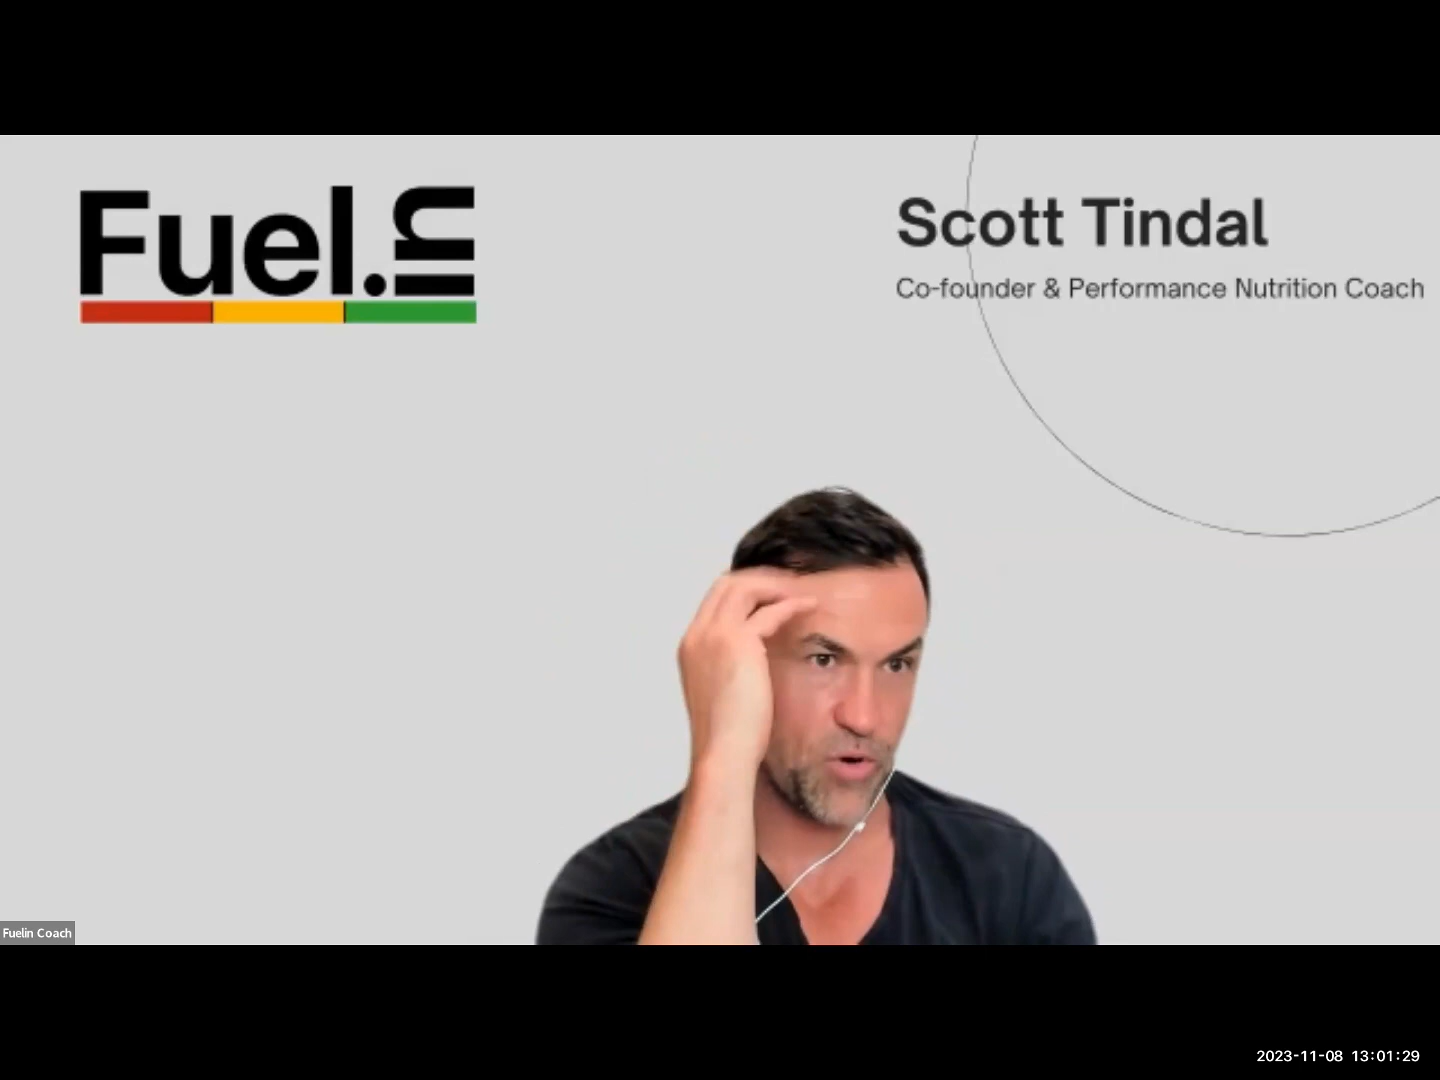 Fuel.in
Scott Tindal
Co-founder & Performance Nutrition Coach
Fuelin Coach
2023-11-08 13:01:29